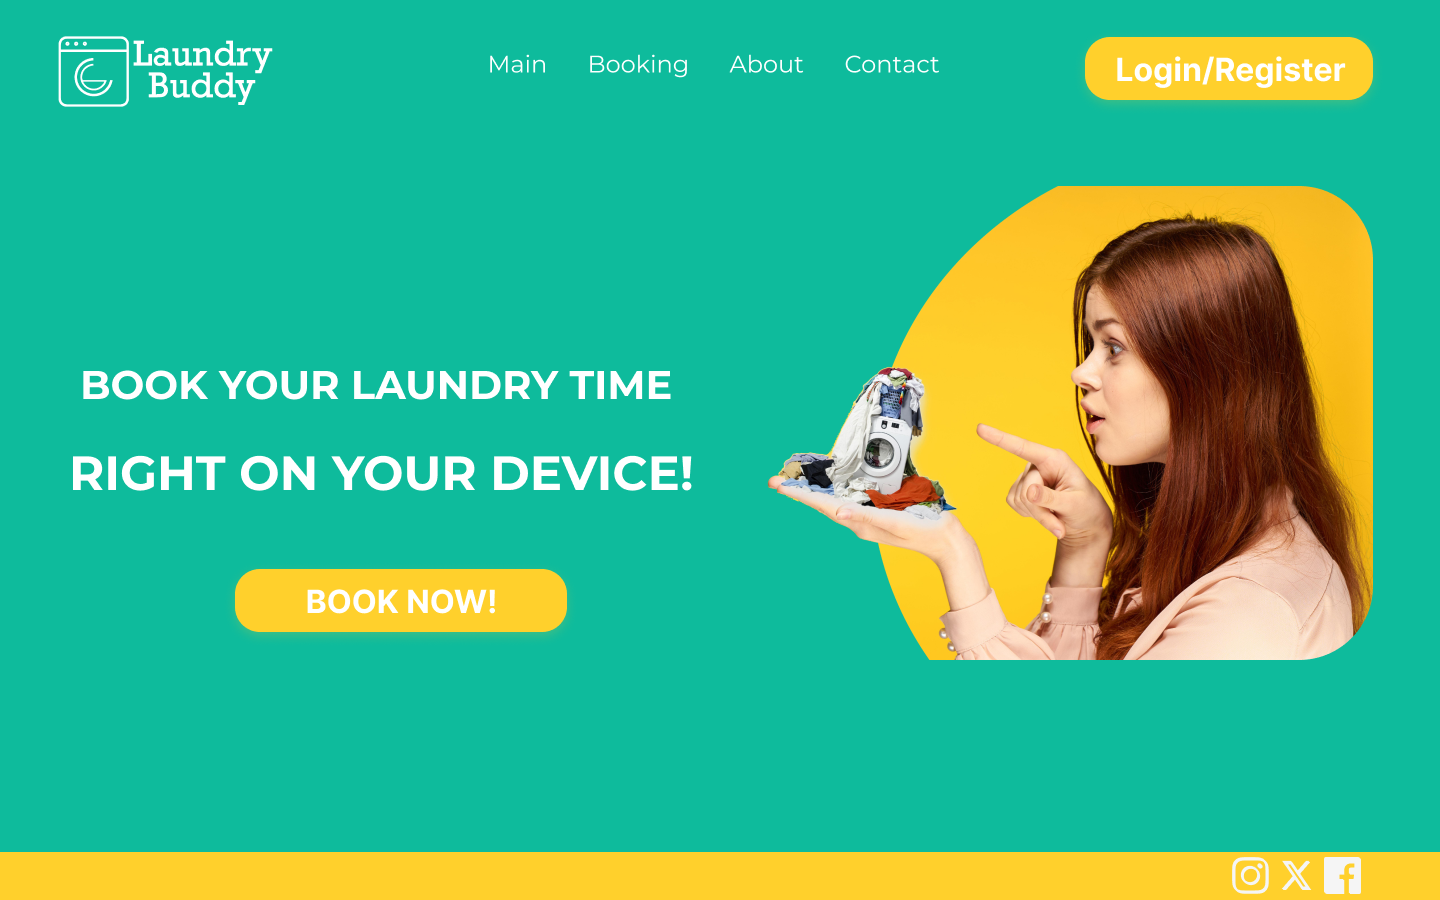 Laundry
Buddy
Main Booking About Contact
Login/Register
BOOK YOUR LAUNDRY TIME
RIGHT ON YOUR DEVICE!
BOOK NOW!